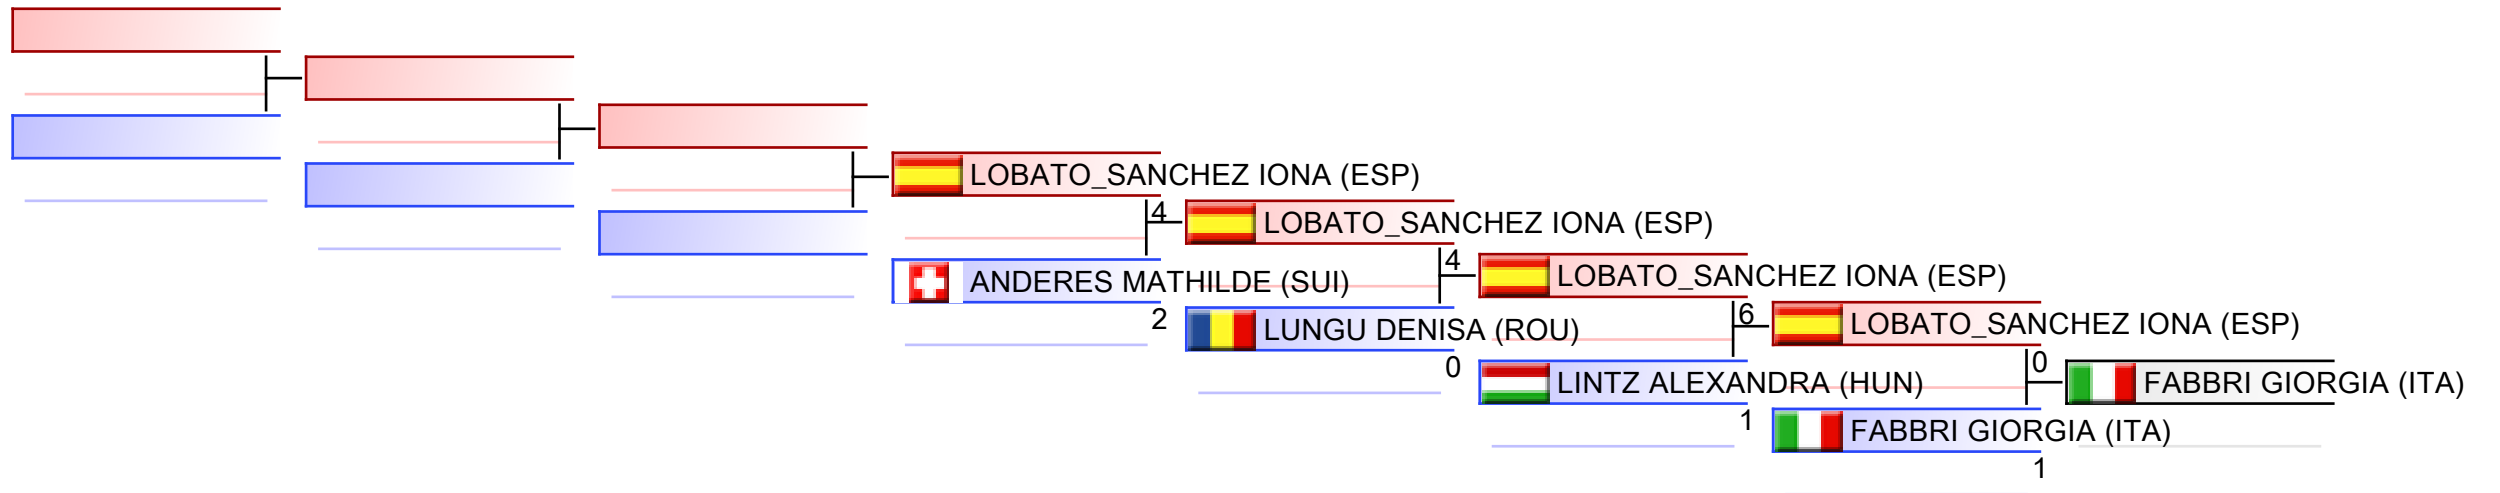 LOBATO_SANCHEZ IONA (ESP)
4
LOBATO_SANCHEZ IONA (ESP)
ANDERES MATHILDE (SUI)
2
4
LOBATO_SANCHEZ IONA (ESP)
LUNGU DENISA (ROU)
0
6
LOBATO_SANCHEZ IONA (ESP)
LINTZ ALEXANDRA (HUN)
1
0
FABBRI GIORGIA (ITA)
FABBRI GIORGIA (ITA)
1